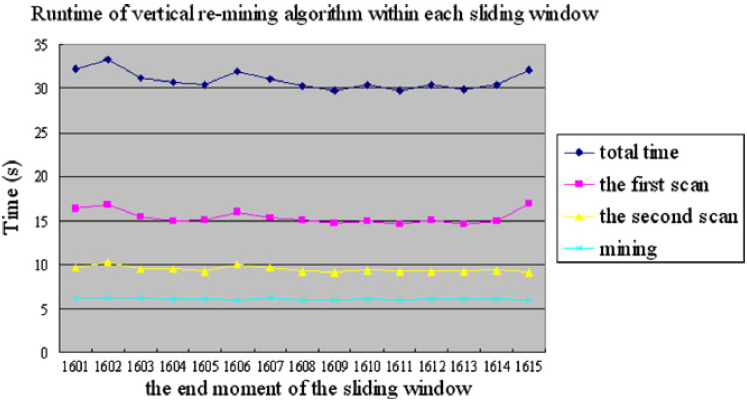 Runtime of vertical re-mining algorithm within each sliding window
35
30
25
20
15
10
5
0
Time (s)
1601 1602 1603 1604 1605 1606 1607 1608 1609 1610 1611 1612 1613 1614 1615
the end moment of the sliding window
total time
the first scan
the second scan
mining